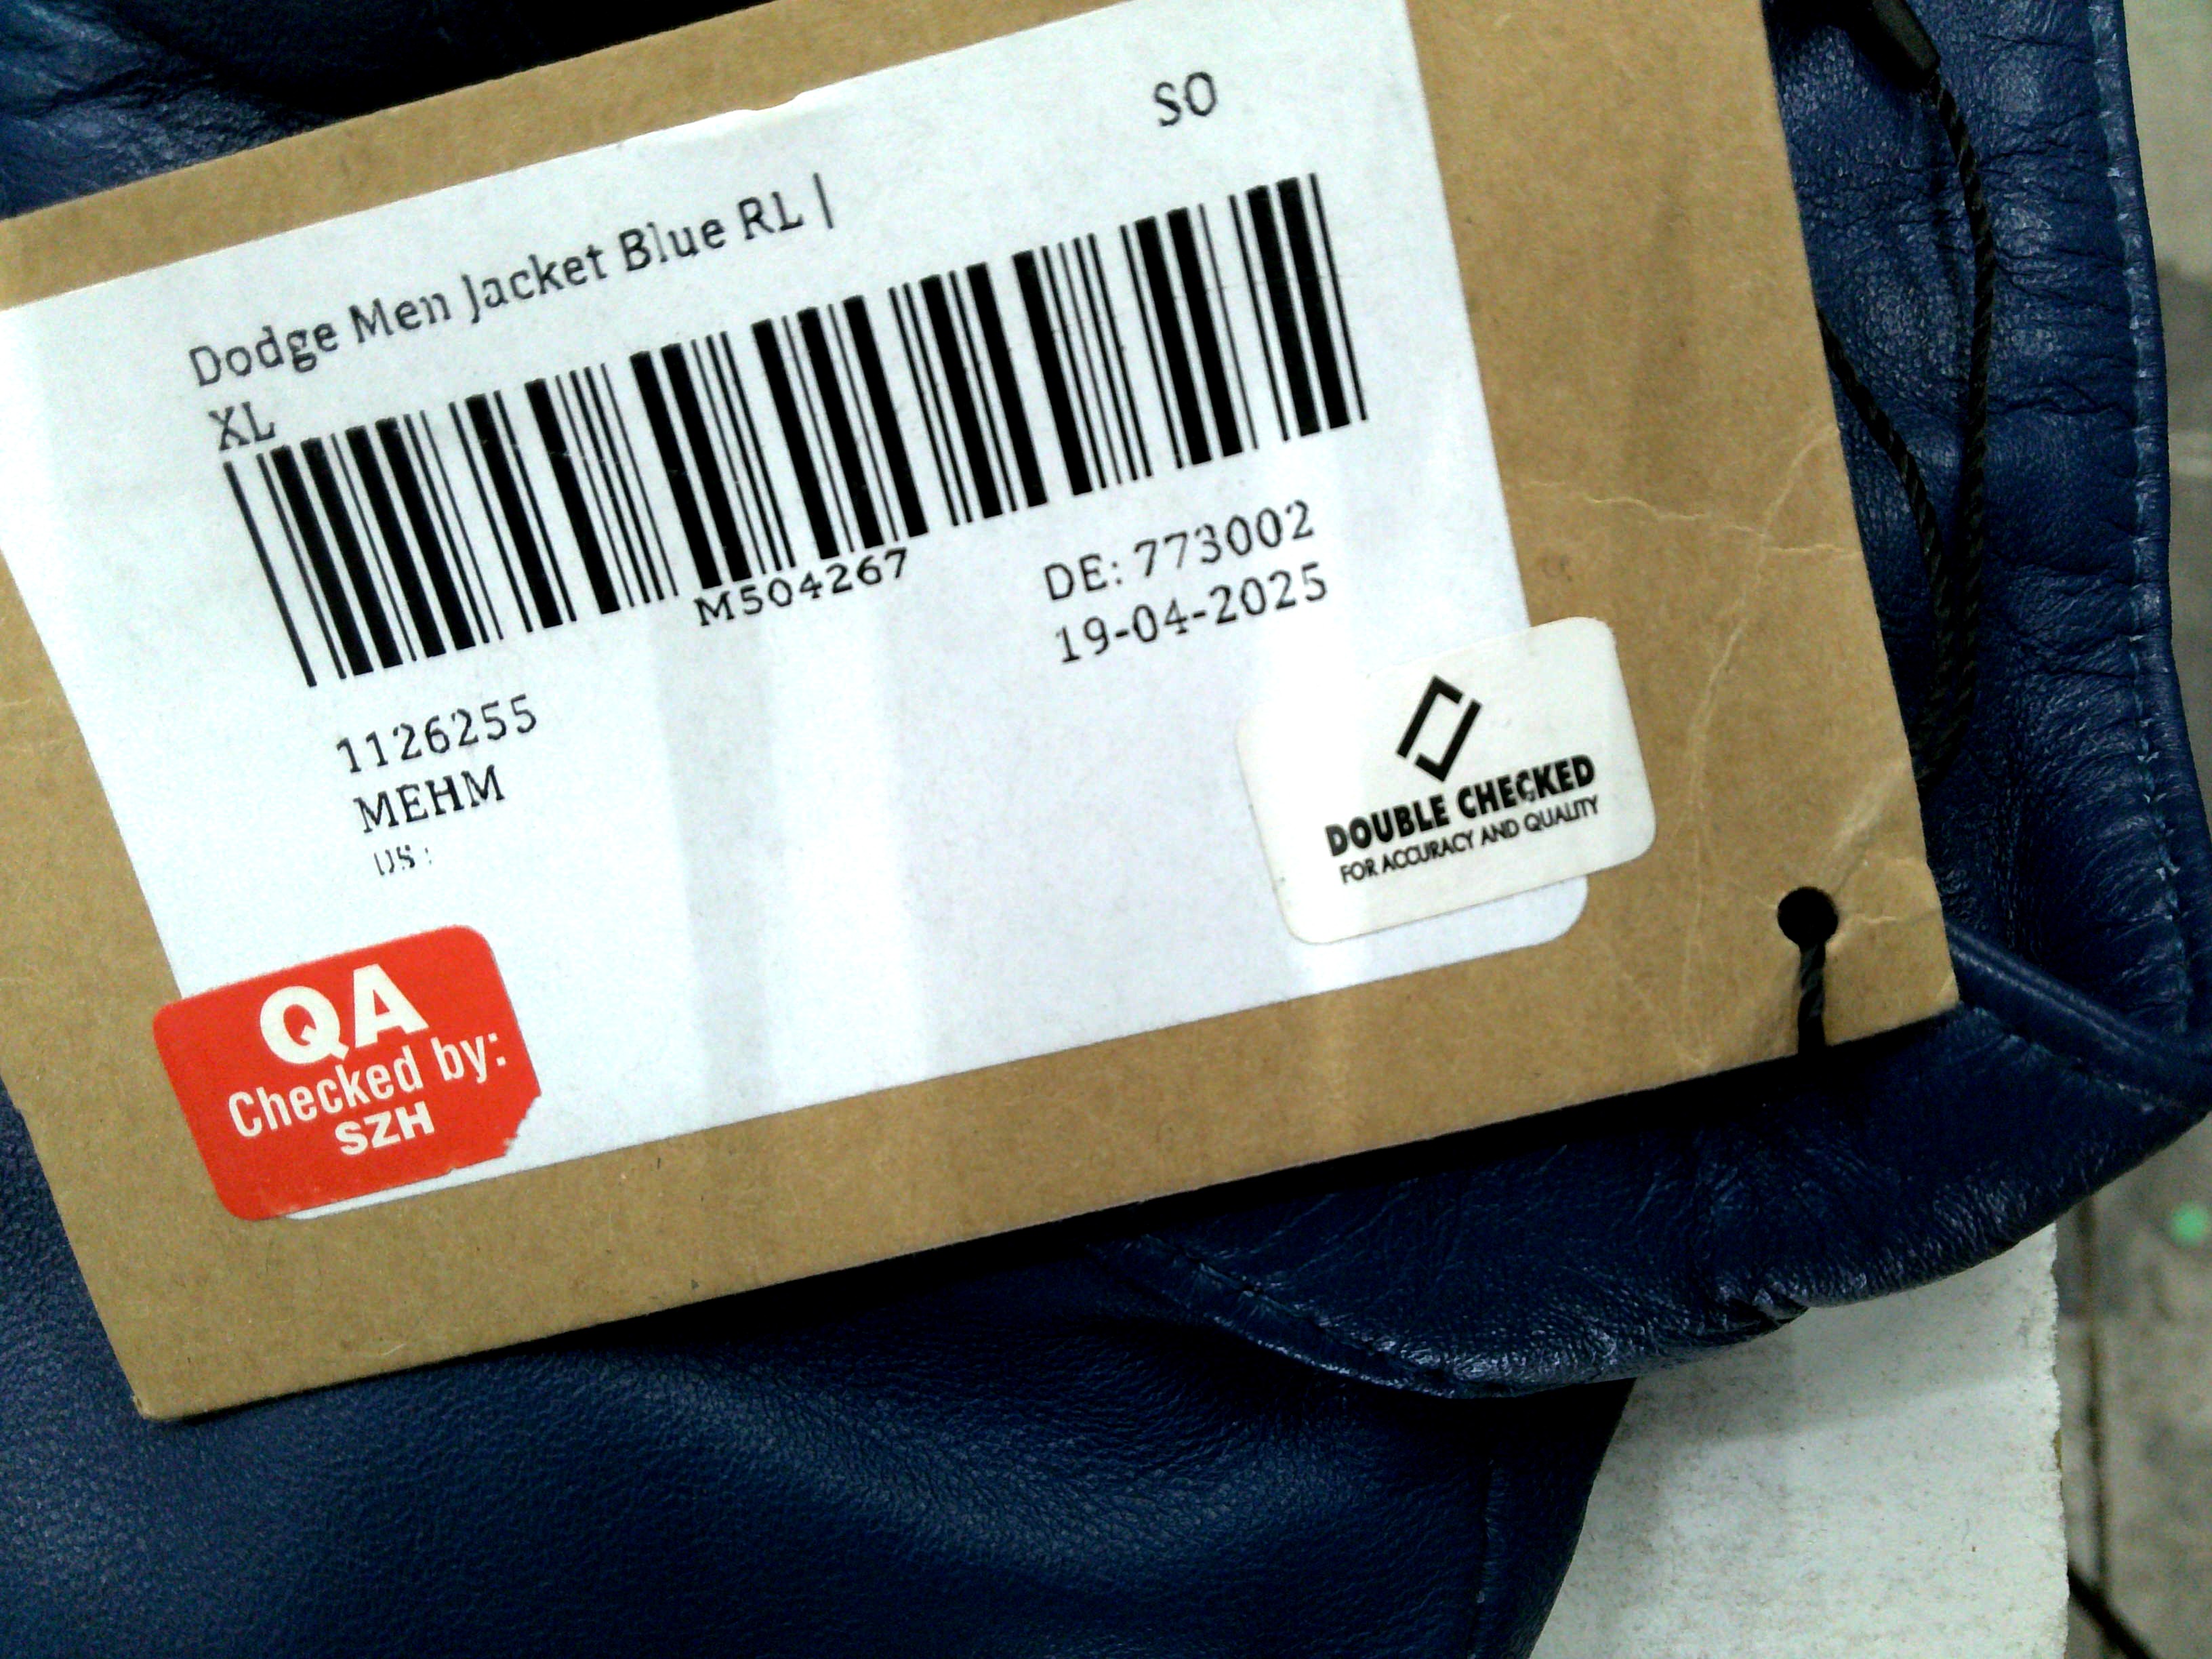 SO
Dodge Men Jacket Blue RL |
XL
M504267
DE: 773002
19-04-2025
1126255
MEHM
US :
DOUBLE CHECKED
FOR ACCURACY AND QUALITY
QA
Checked by:
SZH